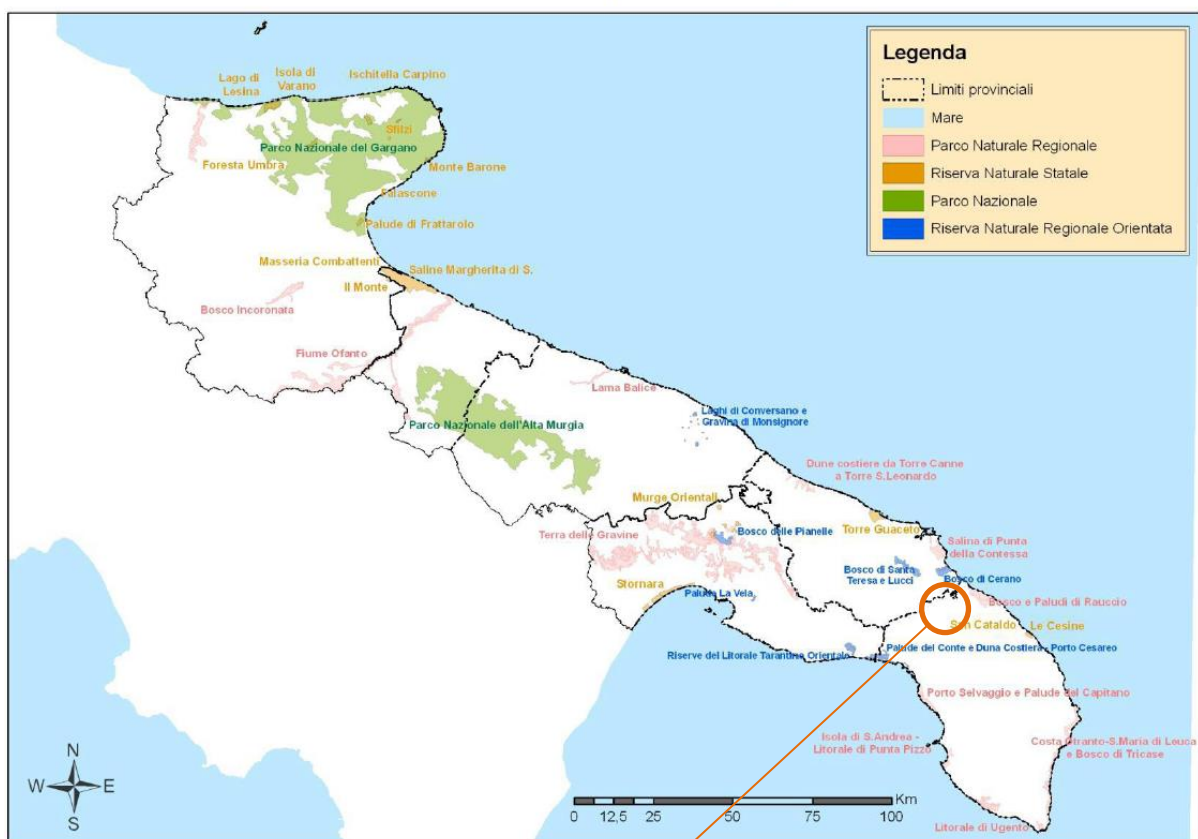 Legenda
Limiti provinciali
Mare
Parco Naturale Regionale
Riserva Naturale Statale
Parco Nazionale
Riserva Naturale Regionale Orientata
Lago di
Lesina
Isola di
Varano
Ischitella Carpino
Sfilzi
Parco Nazionale del Gargano
Foresta Umbra
Monte Barone
Falascone
Palude di Frattarolo
Masseria Combattenti
Saline Margherita di S.
Il Monte
Bosco Incoronata
Fiume Ofanto
Lama Balice
Laghi di Conversano e
Gravina di Monsignore
Parco Nazionale dell'Alta Murgia
Dune costiere da Torre Canne
a Torre S.Leonardo
Murge Orientali
Torre Guaceto
Terra delle Gravine
Bosco delle Pianelle
Salina di Punta
della Contessa
Bosco di Santa
Teresa e Lucci
Bosco di Cerano
Stornara
Palude La Vela
Bosco e Paludi di Rauccio
San Cataldo
Le Cesine
Riserve del Litorale Tarantino Orientale
Palude del Conte e Duna Costiera - Porto Cesareo
Porto Selvaggio e Palude del Capitano
Isola di S.Andrea -
Litorale di Punta Pizzo
Costa Otranto-S.Maria di Leuca
e Bosco di Tricase
Litorale di Ugento
N
W E
S
Km
0 12,5 25 50 75 100